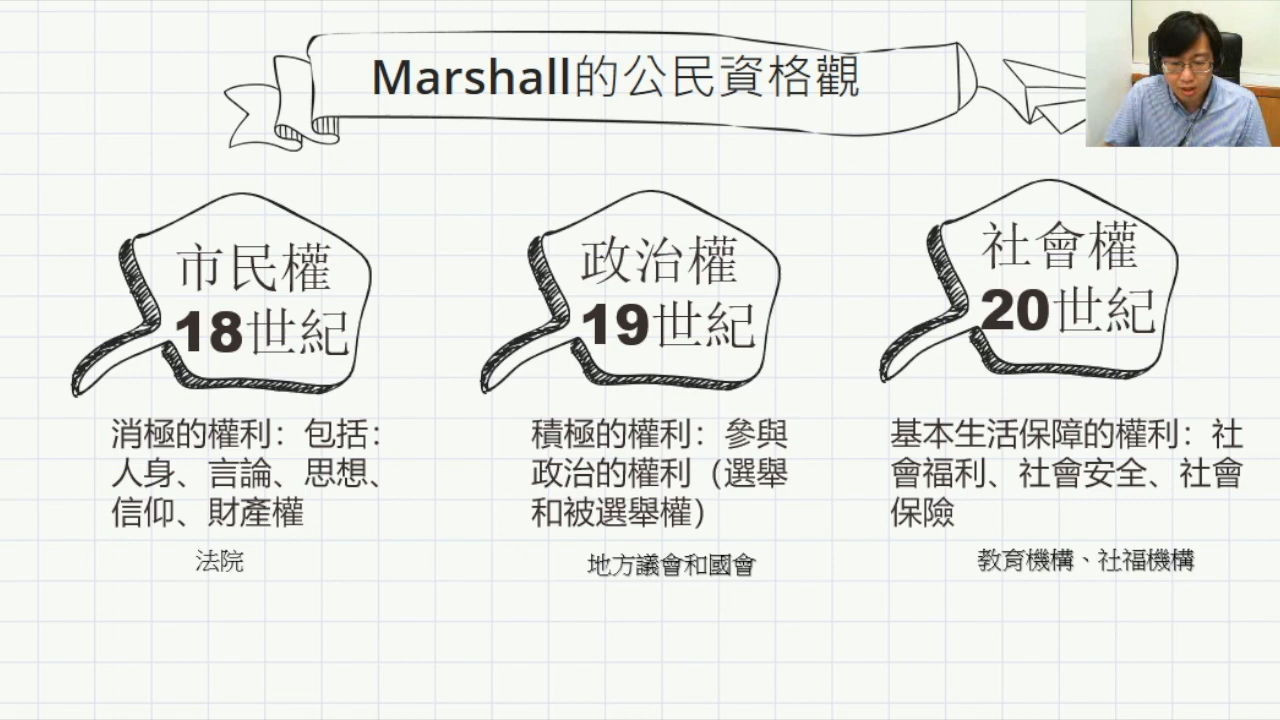 Marshall的公民資格觀
市民權
18世紀
消極的權利：包括：
人身、言論、思想、
信仰、財產權
法院
政治權
19世紀
積極的權利：參與
政治的權利（選舉
和被選舉權）
地方議會和國會
社會權
20世紀
基本生活保障的權利：社
會福利、社會安全、社會
保險
教育機構、社福機構